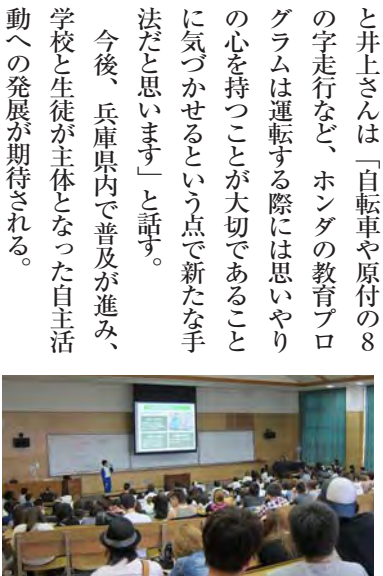 と井上さんは「自転車や原付の8
の字走行など、ホンダの教育プロ
グラムは運転する際には思いやり
の心を持つことが大切であること
に気づかせるという点で新たな手
法だと思います」と話す。
今後、兵庫県内で普及が進み、
学校と生徒が主体となった自主活
動への発展が期待される。